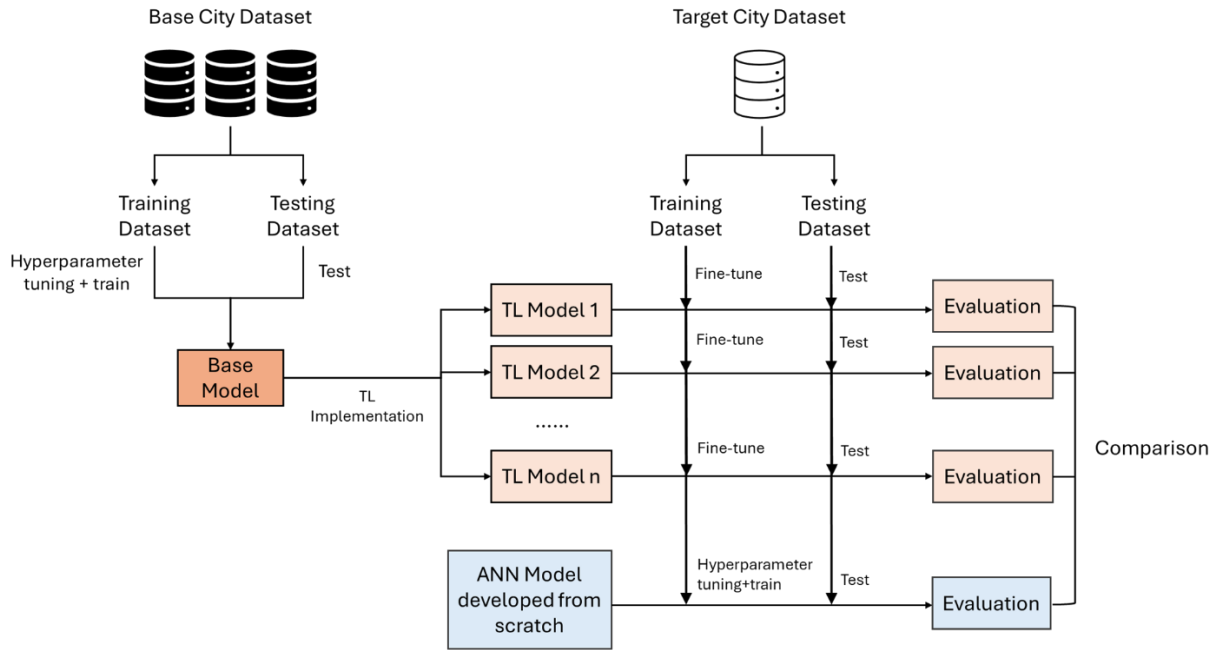 Base City Dataset
Target City Dataset
Training
Dataset
Testing
Dataset
Training
Dataset
Testing
Dataset
Hyperparameter
tuning + train
Test
Fine-tune
Test
TL Model 1
Evaluation
Fine-tune
Test
Base
Model
TL Model 2
Evaluation
TL
Implementation
......
Fine-tune
Test
Comparison
TL Model n
Evaluation
ANN Model
developed from
scratch
Hyperparameter
tuning+train
Test
Evaluation